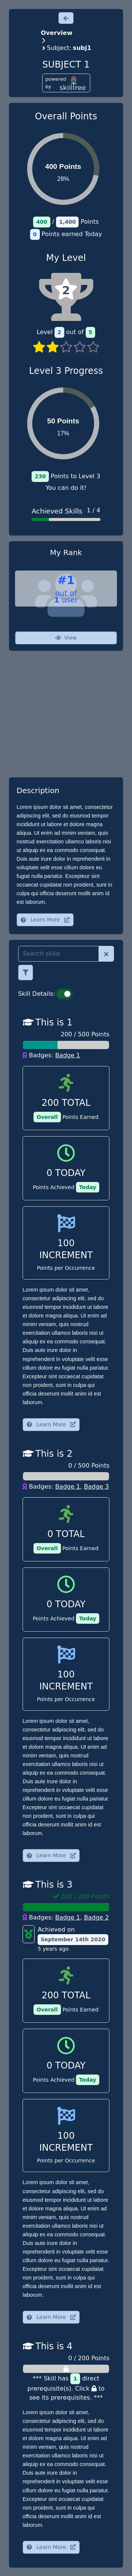 Overview
Subject: subj1
SUBJECT 1
powered
by
skilltree
Overall Points
400 Points
28%
400 / 1,400 Points
0 Points earned Today
My Level
2
Level 2 out of 5
Level 3 Progress
50 Points
17%
230 Points to Level 3
You can do it!
Achieved Skills 1 / 4
My Rank
#1
out of
1 user
View
Description
Lorem ipsum dolor sit amet, consectetur
adipiscing elit, sed do eiusmod tempor
incididunt ut labore et dolore magna
aliqua. Ut enim ad minim veniam, quis
nostrud exercitation ullamco laboris nisi
ut aliquip ex ea commodo consequat.
Duis aute irure dolor in reprehenderit in
voluptate velit esse cillum dolore eu
fugiat nulla pariatur. Excepteur sint
occaecat cupidatat non proident, sunt in
culpa qui officia deserunt mollit anim id
est laborum.
Learn More
Search skills
Skill Details:
This is 1
200 / 500 Points
Badges: Badge 1
200 TOTAL
Overall Points Earned
0 TODAY
Points Achieved Today
100
INCREMENT
Points per Occurrence
Lorem ipsum dolor sit amet,
consectetur adipiscing elit, sed do
eiusmod tempor incididunt ut labore
et dolore magna aliqua. Ut enim ad
minim veniam, quis nostrud
exercitation ullamco laboris nisi ut
aliquip ex ea commodo consequat.
Duis aute irure dolor in
reprehenderit in voluptate velit esse
cillum dolore eu fugiat nulla pariatur.
Excepteur sint occaecat cupidatat
non proident, sunt in culpa qui
officia deserunt mollit anim id est
laborum.
Learn More
This is 2
0 / 500 Points
Badges: Badge 1, Badge 3
0 TOTAL
Overall Points Earned
0 TODAY
Points Achieved Today
100
INCREMENT
Points per Occurrence
Lorem ipsum dolor sit amet,
consectetur adipiscing elit, sed do
eiusmod tempor incididunt ut labore
et dolore magna aliqua. Ut enim ad
minim veniam, quis nostrud
exercitation ullamco laboris nisi ut
aliquip ex ea commodo consequat.
Duis aute irure dolor in
reprehenderit in voluptate velit esse
cillum dolore eu fugiat nulla pariatur.
Excepteur sint occaecat cupidatat
non proident, sunt in culpa qui
officia deserunt mollit anim id est
laborum.
Learn More
This is 3
200 / 200 Points
Badges: Badge 1, Badge 2
Achieved on
September 14th 2020
5 years ago
200 TOTAL
Overall Points Earned
0 TODAY
Points Achieved Today
100
INCREMENT
Points per Occurrence
Lorem ipsum dolor sit amet,
consectetur adipiscing elit, sed do
eiusmod tempor incididunt ut labore
et dolore magna aliqua. Ut enim ad
minim veniam, quis nostrud
exercitation ullamco laboris nisi ut
aliquip ex ea commodo consequat.
Duis aute irure dolor in
reprehenderit in voluptate velit esse
cillum dolore eu fugiat nulla pariatur.
Excepteur sint occaecat cupidatat
non proident, sunt in culpa qui
officia deserunt mollit anim id est
laborum.
Learn More
This is 4
0 / 200 Points
*** Skill has 1 direct
prerequisite(s). Click to
see its prerequisites. ***
Lorem ipsum dolor sit amet,
consectetur adipiscing elit, sed do
eiusmod tempor incididunt ut labore
et dolore magna aliqua. Ut enim ad
minim veniam, quis nostrud
exercitation ullamco laboris nisi ut
aliquip ex ea commodo consequat.
Duis aute irure dolor in
reprehenderit in voluptate velit esse
cillum dolore eu fugiat nulla pariatur.
Excepteur sint occaecat cupidatat
non proident, sunt in culpa qui
officia deserunt mollit anim id est
laborum.
Learn More